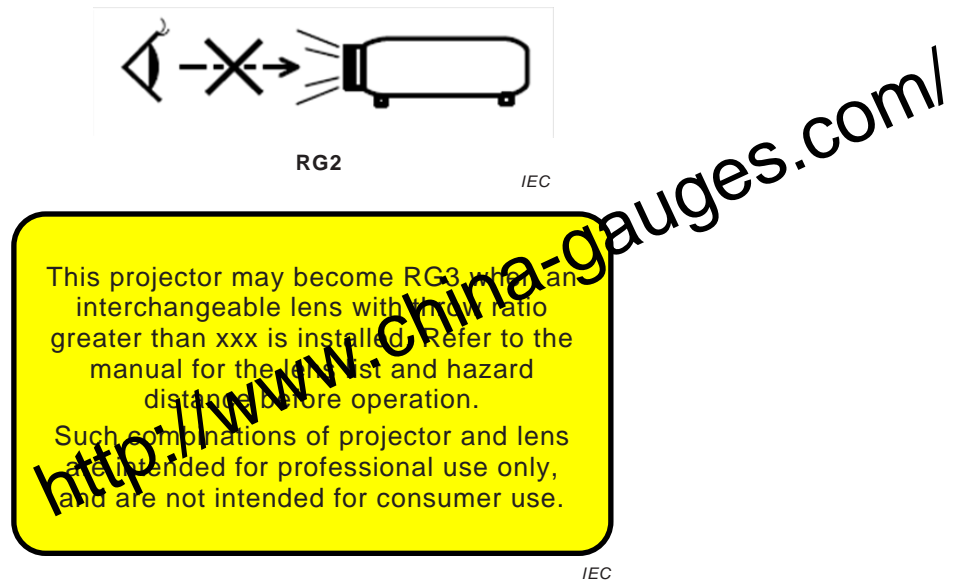 RG2
IEC
This projector may become RG3 when an
interchangeable lens with throw ratio
greater than xxx is installed. Refer to the
manual for the lens list and hazard
distance before operation.
Such combinations of projector and lens
are intended for professional use only,
and are not intended for consumer use.
IEC
http://www.china-gauges.com/